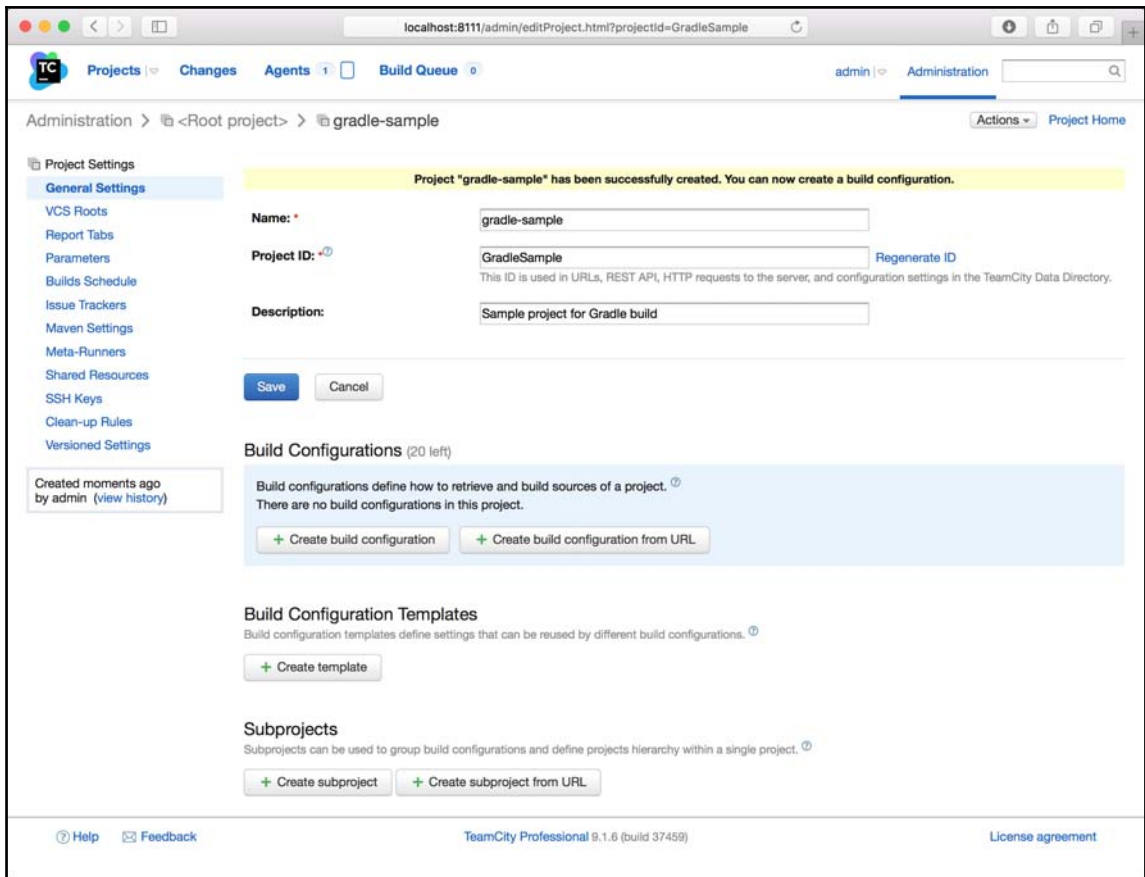 localhost:8111/admin/editProject.html?projectId=GradleSample
TC
Projects
Changes
Agents 1
Build Queue 0
admin
Administration
Administration > <Root project> > gradle-sample
Actions
Project Home
Project Settings
General Settings
VCS Roots
Report Tabs
Parameters
Builds Schedule
Issue Trackers
Maven Settings
Meta-Runners
Shared Resources
SSH Keys
Clean-up Rules
Versioned Settings
Created moments ago
by admin (view history)
Project "gradle-sample" has been successfully created. You can now create a build configuration.
Name: * gradle-sample
Project ID: * GradleSample Regenerate ID
This ID is used in URLs, REST API, HTTP requests to the server, and configuration settings in the TeamCity Data Directory.
Description: Sample project for Gradle build
Save Cancel
Build Configurations (20 left)
Build configurations define how to retrieve and build sources of a project. ?
There are no build configurations in this project.
+ Create build configuration + Create build configuration from URL
Build Configuration Templates
Build configuration templates define settings that can be reused by different build configurations. ?
+ Create template
Subprojects
Subprojects can be used to group build configurations and define projects hierarchy within a single project. ?
+ Create subproject + Create subproject from URL
? Help Feedback TeamCity Professional 9.1.6 (build 37459) License agreement